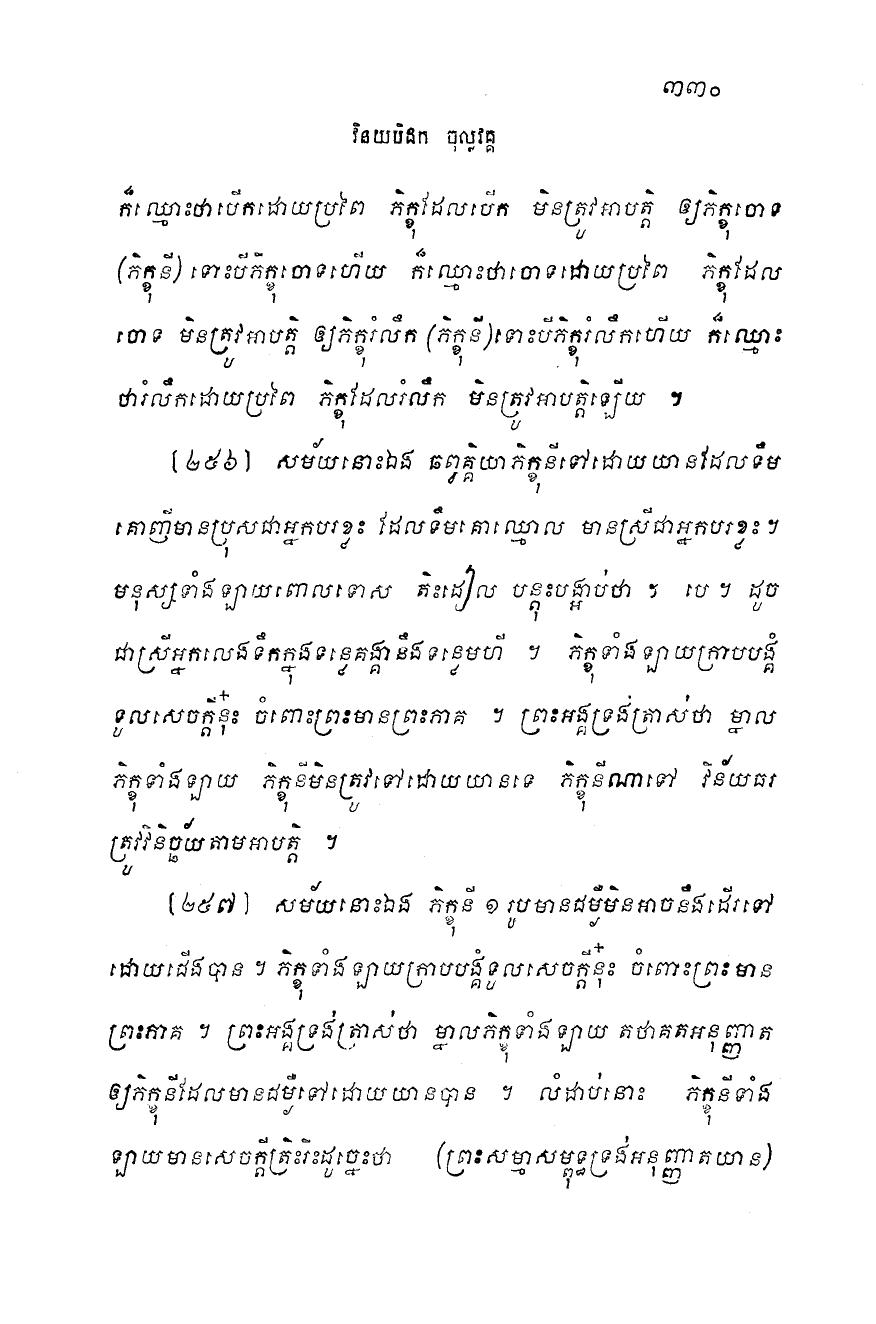 ៣៣០
វិនយបិដក ចុល្លវគ្គ
ក៏ឈ្មោះថាបើកដោយប្រពៃ ភិក្ខុដែលបើក មិនត្រូវអាបត្តិ ឲ្យភិក្ខុចោទ
(ភិក្ខុនី) ទោះបីភិក្ខុចោទហើយ ក៏ឈ្មោះថាចោទដោយប្រពៃ ភិក្ខុដែល
ចោទ មិនត្រូវអាបត្តិ ឲ្យភិក្ខុរំលឹក (ភិក្ខុនី)ទោះបីភិក្ខុរំលឹកហើយ ក៏ឈ្មោះ
ថារំលឹកដោយប្រពៃ ភិក្ខុដែលរំលឹក មិនត្រូវអាបត្តិឡើយ ។
(២៥៦) សម័យនោះឯង ឆព្វគ្គិយាភិក្ខុនីទៅដោយយានដែលទឹម
គោញីមានប្រុសជាអ្នកបរខ្លះ ដែលទឹមគោឈ្មោល មានស្រីជាអ្នកបរខ្លះ។
មនុស្សទាំងឡាយពោលទោស តិះដៀល បន្តុះបង្អាប់ថា ។ បេ ។ ដូច
ជាស្រីអ្នកលេងទឹកក្នុងទន្លេគង្គានឹងទន្លេមហី ។ ភិក្ខុទាំងឡាយក្រាបបង្គំ
ទូលសេចក្តីនុ៎ះ ចំពោះព្រះមានព្រះភាគ ។ ព្រះអង្គទ្រង់ត្រាស់ថា ម្នាល
ភិក្ខុទាំងឡាយ ភិក្ខុនីមិនត្រូវទៅដោយយានទេ ភិក្ខុនីណាទៅ វិន័យធរ
ត្រូវវិនិច្ឆ័យតាមអាបត្តិ ។
(២៥៧) សម័យនោះឯង ភិក្ខុនី ១ រូបមានជម្ងឺមិនអាចនឹងដើរទៅ
ដោយជើងបាន ។ ភិក្ខុទាំងឡាយក្រាបបង្គំទូលសេចក្តីនុ៎ះ ចំពោះព្រះមាន
ព្រះភាគ ។ ព្រះអង្គទ្រង់ត្រាស់ថា ម្នាលភិក្ខុទាំងឡាយ តថាគតអនុញ្ញាត
ឲ្យភិក្ខុនីដែលមានជម្ងឺទៅដោយយានបាន ។ លំដាប់នោះ ភិក្ខុនីទាំង
ឡាយមានសេចក្តីត្រិះរិះដូច្នេះថា (ព្រះសម្មាសម្ពុទ្ធទ្រង់អនុញ្ញាតយាន)